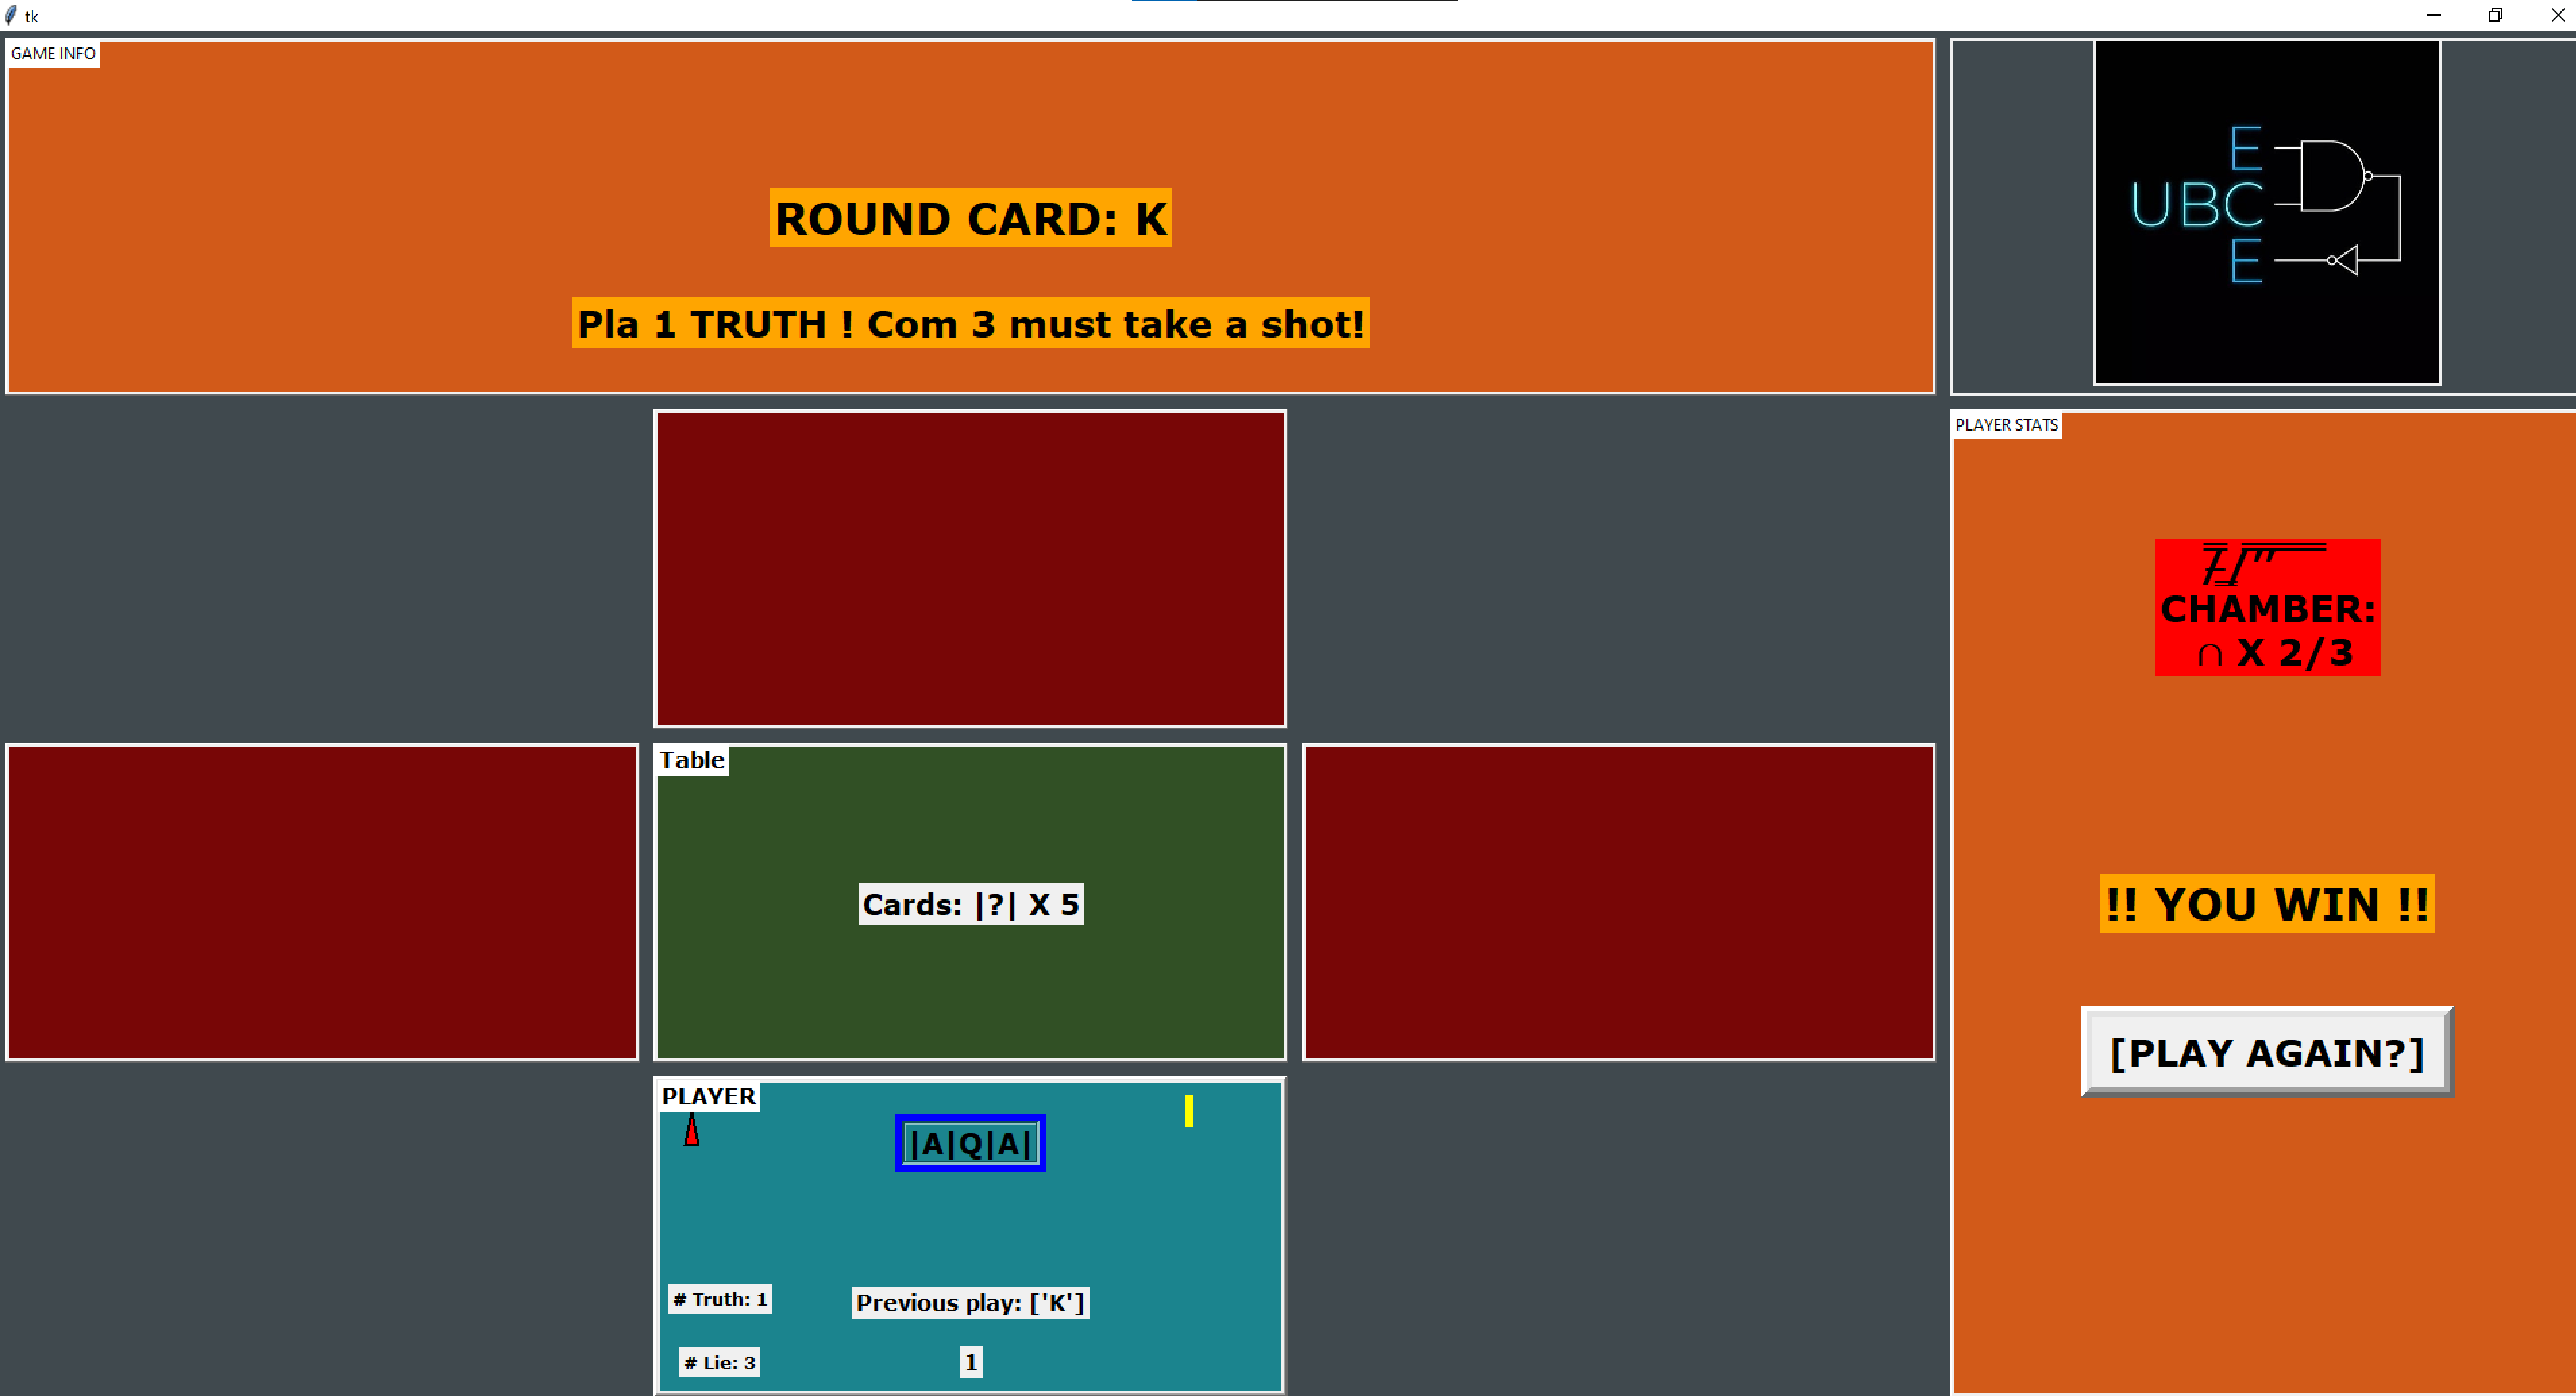 tk
GAME INFO
ROUND CARD: K
Pla 1 TRUTH ! Com 3 must take a shot!
E
UBC
E
PLAYER STATS
CHAMBER:
∩ X 2/3
!! YOU WIN !!
[PLAY AGAIN?]
Table
Cards: |?| X 5
PLAYER
|A|Q|A|
# Truth: 1
Previous play: ['K']
# Lie: 3
1